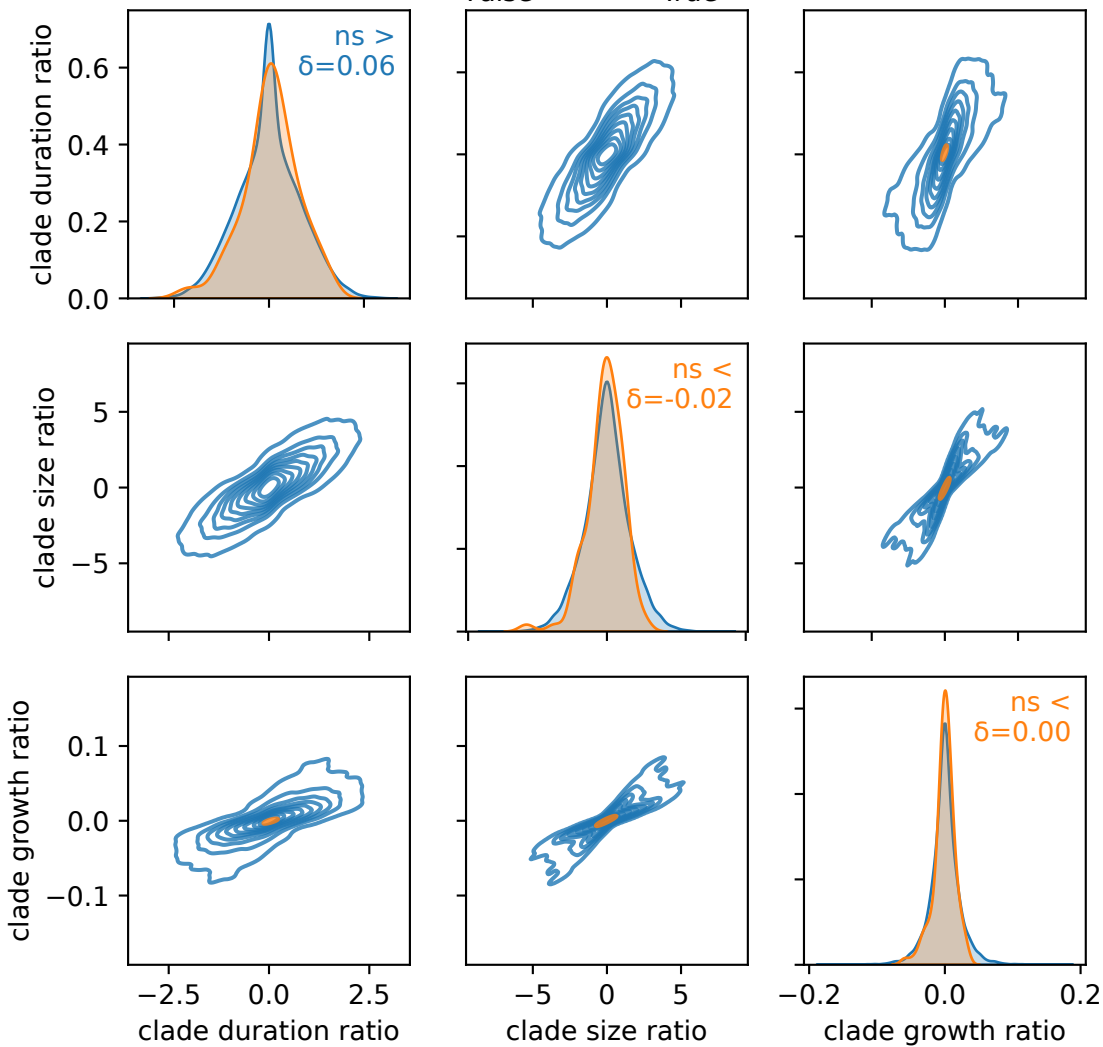 clade duration ratio
0.6
0.4
0.2
0.0
ns >
δ=0.06
clade size ratio
5
0
−5
ns <
δ=-0.02
clade growth ratio
0.1
0.0
−0.1
ns <
δ=0.00
−2.5 0.0 2.5
−5 0 5
−0.2 0.0 0.2
clade duration ratio
clade size ratio
clade growth ratio